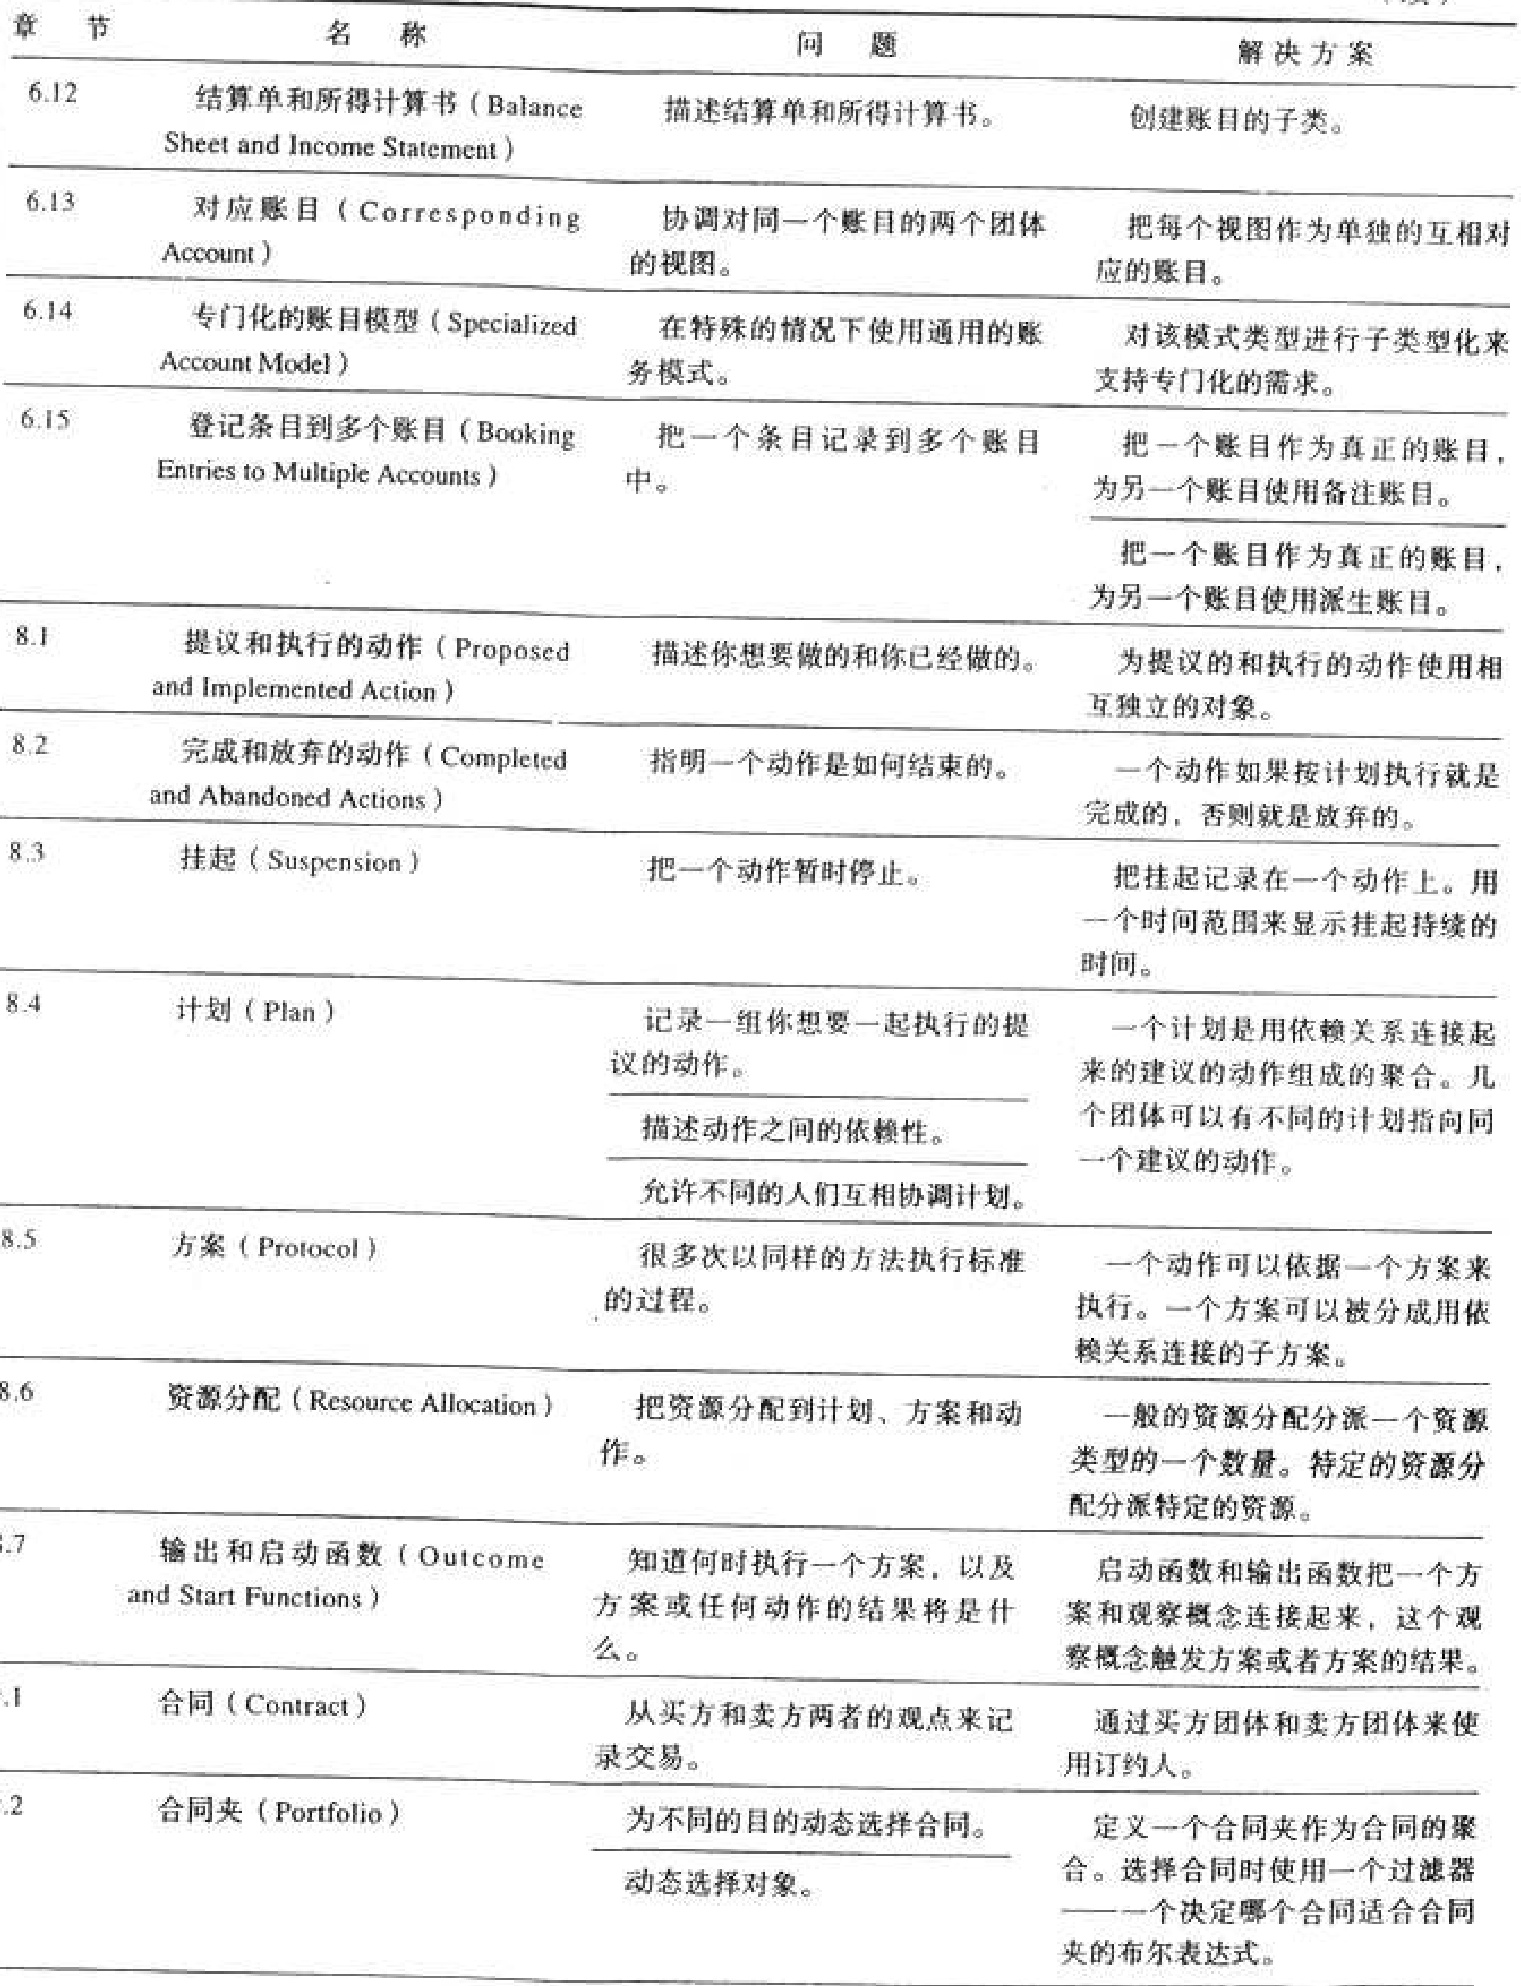 章 节 名 称 问 题 解决方案
6.12 结算单和所得计算书（Balance 描述结算单和所得计算书。 创建账目的子类。
Sheet and Income Statement）
6.13 对应账目（Corresponding 协调对同一个账目的两个团体 把每个视图作为单独的互相对
Account） 的视图。 应的账目。
6.14 专门化的账目模型（Specialized 在特殊的情况下使用通用的账 对该模式类型进行子类型化来
Account Model） 务模式。 支持专门化的需求。
6.15 登记条目到多个账目（Booking 把一个条目记录到多个账目 把一个账目作为真正的账目，
Entries to Multiple Accounts） 中。 为另一个账目使用备注账目。
把一个账目作为真正的账目，
为另一个账目使用派生账目。
8.1 提议和执行的动作（Proposed 描述你想要做的和你已经做的。 为提议的和执行的动作使用相
and Implemented Action） 互独立的对象。
8.2 完成和放弃的动作（Completed 指明一个动作是如何结束的。 一个动作如果按计划执行就是
and Abandoned Actions） 完成的，否则就是放弃的。
8.3 挂起（Suspension） 把一个动作暂时停止。 把挂起记录在一个动作上。用
一个时间范围来显示挂起持续的
时间。
8.4 计划（Plan） 记录一组你想要一起执行的提 一个计划是用依赖关系连接起
议的动作。 来的建议的动作组成的聚合。几
描述动作之间的依赖性。 个团体可以有不同的计划指向同
一个建议的动作。
允许不同的人们互相协调计划。
8.5 方案（Protocol） 很多次以同样的方法执行标准 一个动作可以依据一个方案来
的过程。 执行。一个方案可以被分成用依
赖关系连接的子方案。
8.6 资源分配（Resource Allocation） 把资源分配到计划、方案和动 一般的资源分配分派一个资源
作。 类型的一个数量。特定的资源分
配分派特定的资源。
.7 输出和启动函数（Outcome 知道何时执行一个方案，以及 启动函数和输出函数把一个方
and Start Functions） 方案或任何动作的结果将是什 案和观察概念连接起来，这个观
么。 察概念触发方案或者方案的结果。
.1 合同（Contract） 从买方和卖方两者的观点来记 通过买方团体和卖方团体来使
录交易。 用订约人。
.2 合同夹（Portfolio） 为不同的目的动态选择合同。 定义一个合同夹作为合同的聚
动态选择对象。 合。选择合同时使用一个过滤器
——一个决定哪个合同适合合同
夹的布尔表达式。